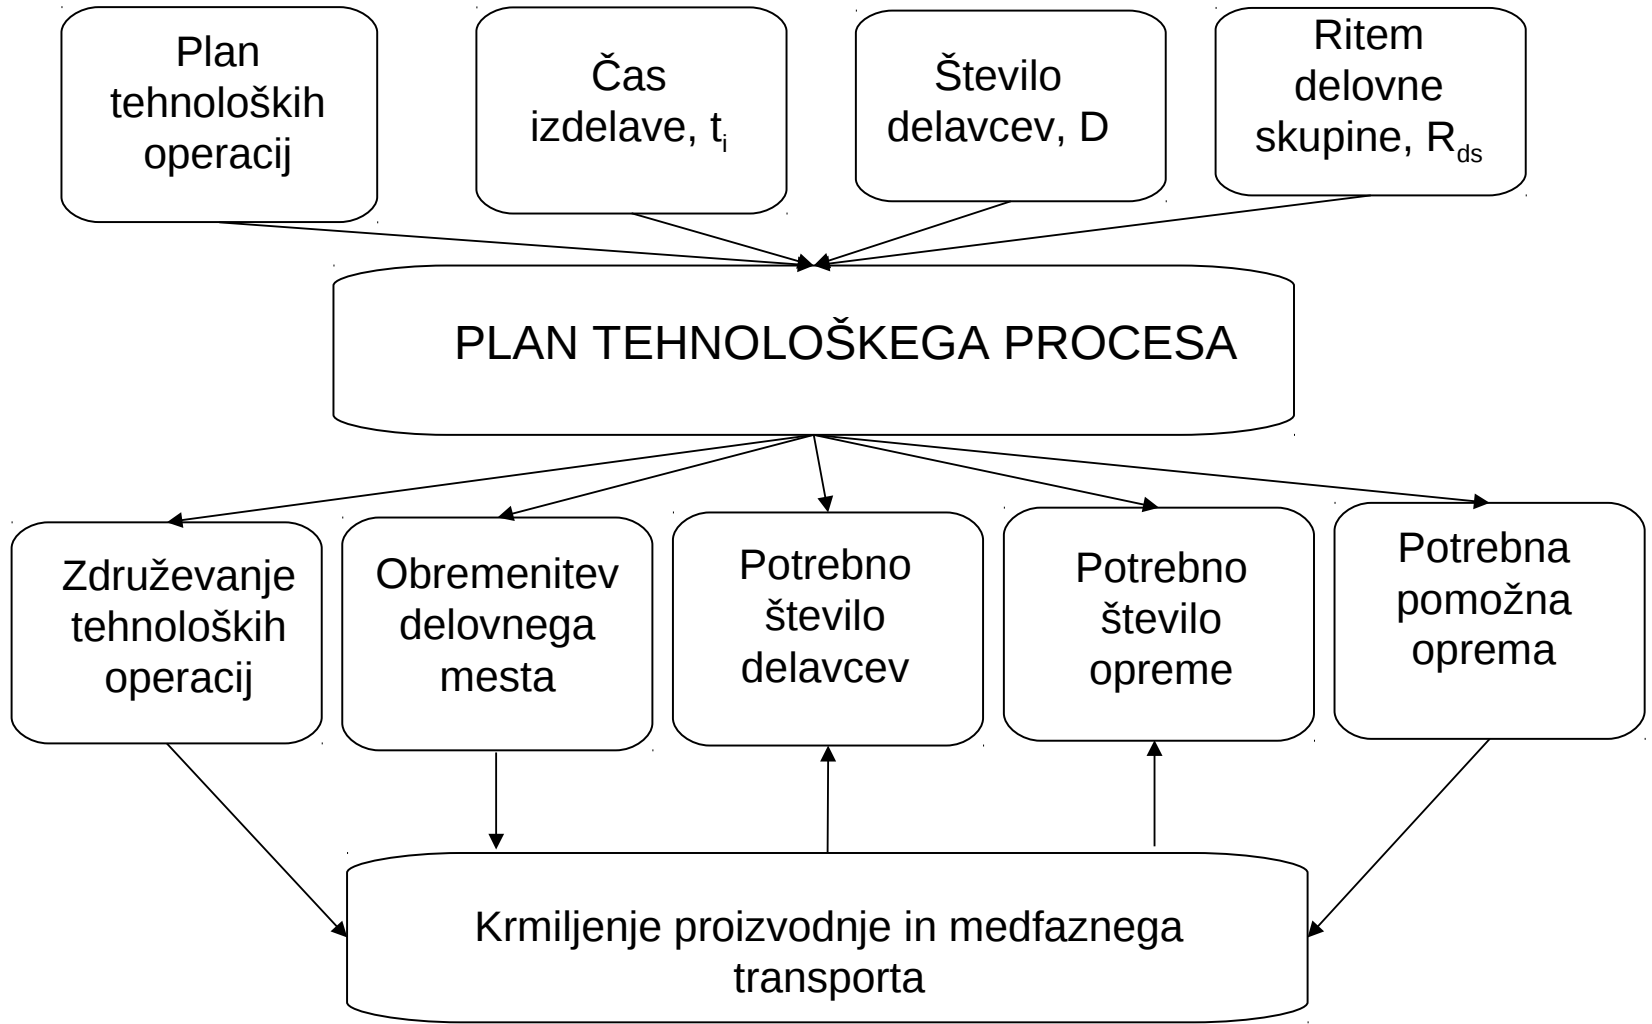 Plan
tehnoloških
operacij
Čas
izdelave, ti
Število
delavcev, D
Ritem
delovne
skupine, Rds
PLAN TEHNOLOŠKEGA PROCESA
Združevanje
tehnoloških
operacij
Obremenitev
delovnega
mesta
Potrebno
število
delavcev
Potrebno
število
opreme
Potrebna
pomožna
oprema
Krmiljenje proizvodnje in medfaznega
transporta